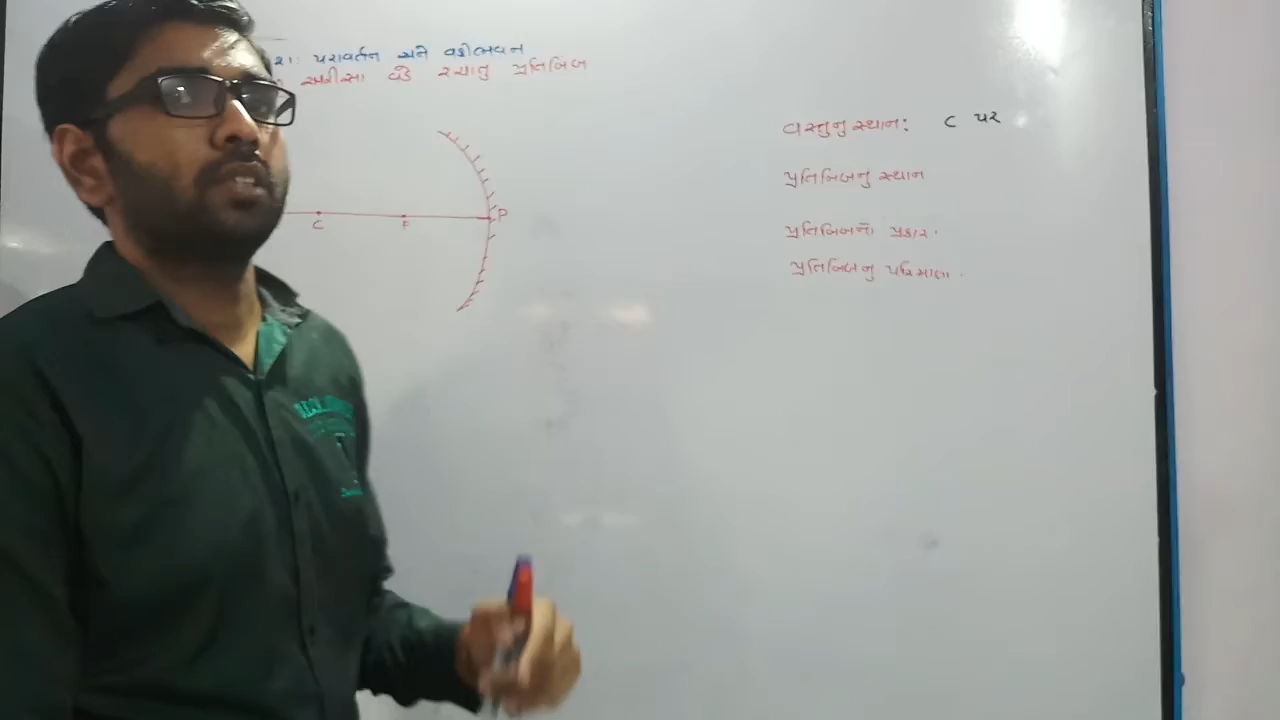 શ: પરાવર્તન અને વક્રીભવન
અરીસા વડે રચાતુ પ્રતિબિંબ
વસ્તુનુ સ્થાન: C પર
પ્રતિબિંબનુ સ્થાન
P
C
F
પ્રતિબિંબનો પ્રકાર.
પ્રતિબિંબનુ પરિમાણ.